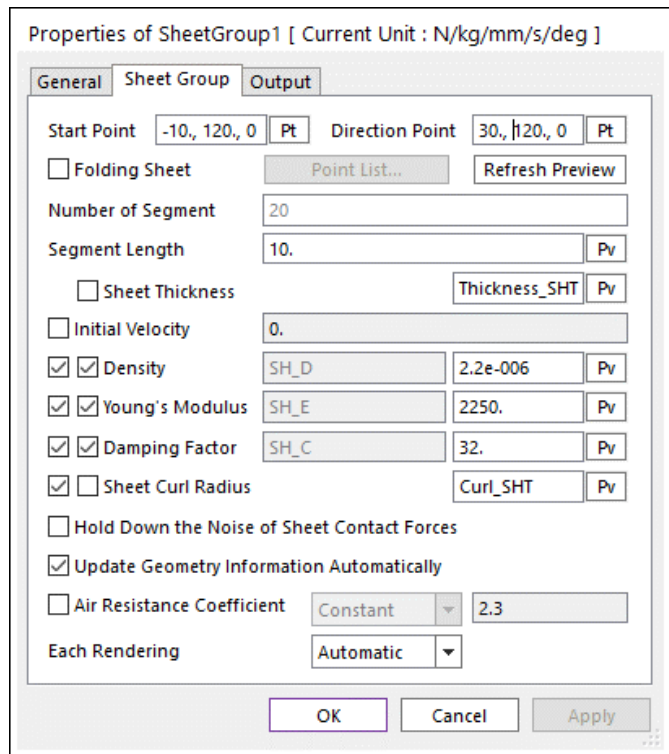 Properties of SheetGroup1 [ Current Unit : N/kg/mm/s/deg ]
General Sheet Group Output
Start Point -10., 120., 0 Pt Direction Point 30., 120., 0 Pt
Folding Sheet Point List... Refresh Preview
Number of Segment 20
Segment Length 10. Pv
Sheet Thickness Thickness_SHT Pv
Initial Velocity 0.
Density SH_D 2.2e-006 Pv
Young's Modulus SH_E 2250. Pv
Damping Factor SH_C 32. Pv
Sheet Curl Radius Curl_SHT Pv
Hold Down the Noise of Sheet Contact Forces
Update Geometry Information Automatically
Air Resistance Coefficient Constant 2.3
Each Rendering Automatic
OK Cancel Apply